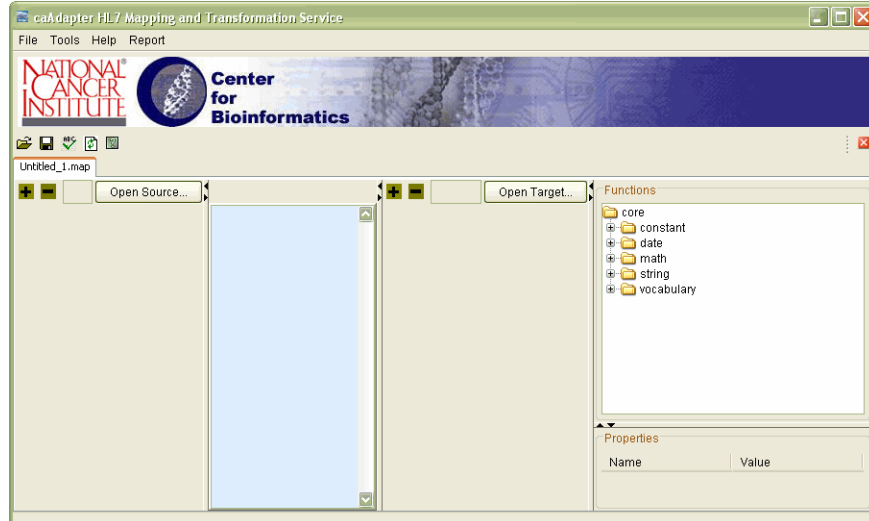 caAdapter HL7 Mapping and Transformation Service
File Tools Help Report
NATIONAL
CANCER
INSTITUTE
Center
for
Bioinformatics
Untitled_1.map
Open Source...
Open Target...
Functions
core
constant
date
math
string
vocabulary
Properties
Name Value